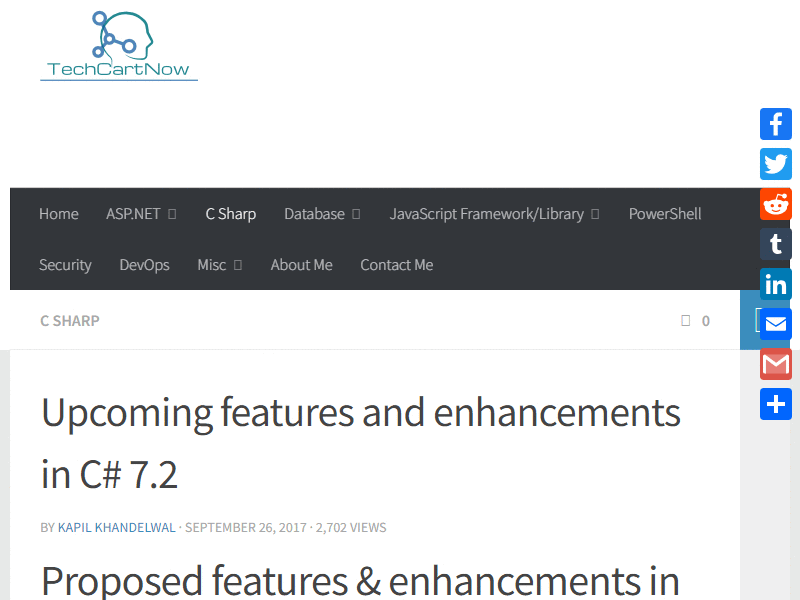 TechCartNow
Home ASP.NET C Sharp Database JavaScript Framework/Library PowerShell
Security DevOps Misc About Me Contact Me
C SHARP 0
Upcoming features and enhancements
in C# 7.2
BY KAPIL KHANDELWAL · SEPTEMBER 26, 2017 · 2,702 VIEWS
Proposed features & enhancements in